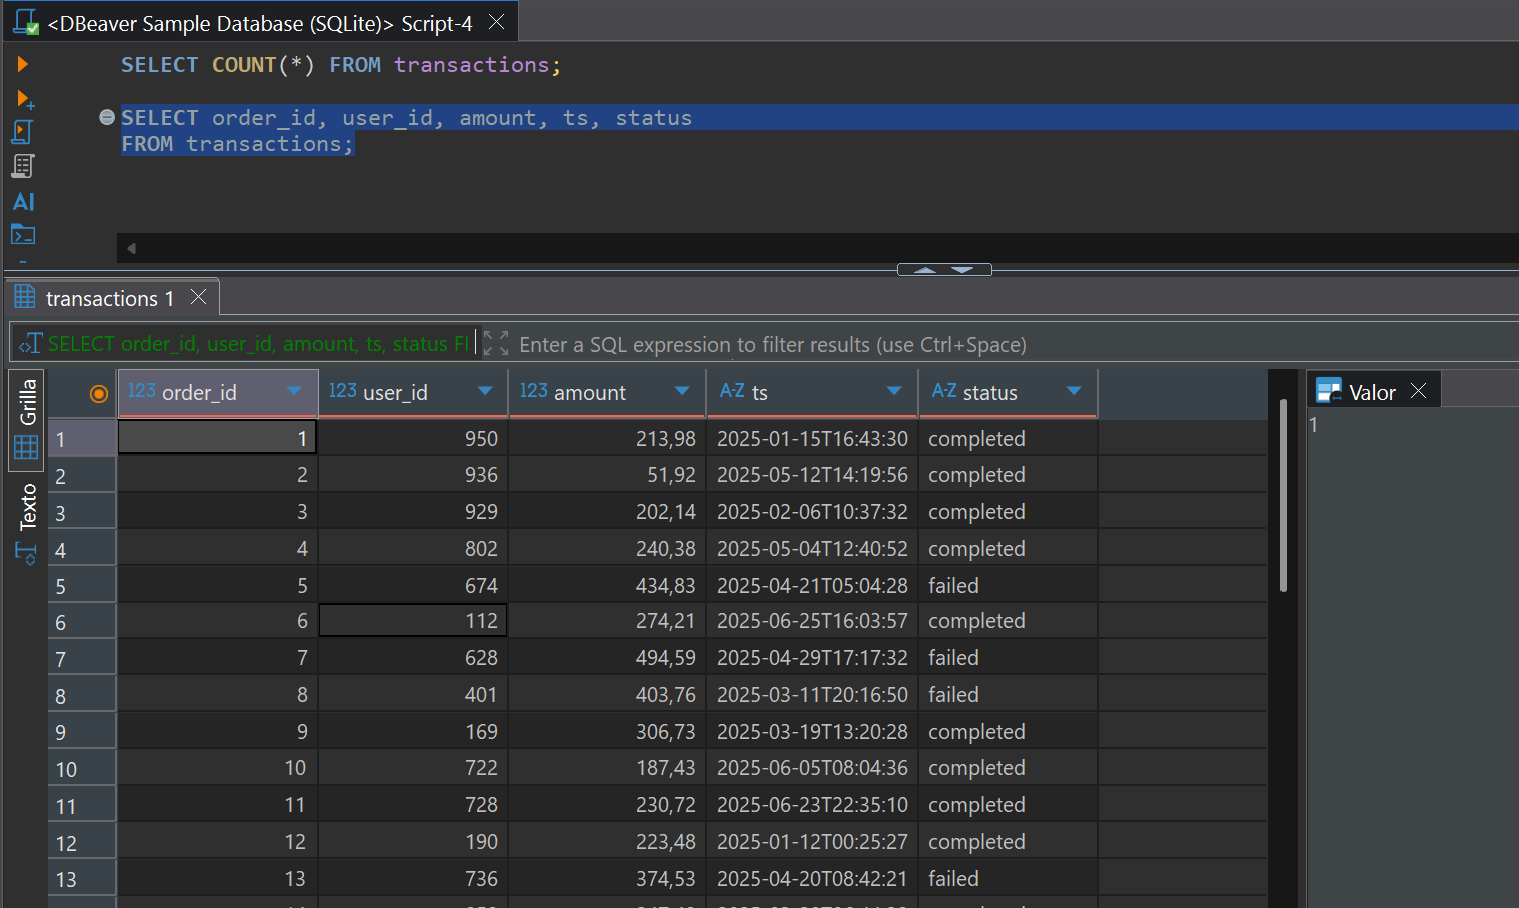 <DBeaver Sample Database (SQLite)> Script-4
SELECT COUNT(*) FROM transactions;
SELECT order_id, user_id, amount, ts, status
FROM transactions;
AI
transactions 1
SELECT order_id, user_id, amount, ts, status FI
Enter a SQL expression to filter results (use Ctrl+Space)
Grilla
Texto
123 order_id 123 user_id 123 amount A-Z ts A-Z status
Valor
1
1 1 950 213,98 2025-01-15T16:43:30 completed
2 2 936 51,92 2025-05-12T14:19:56 completed
3 3 929 202,14 2025-02-06T10:37:32 completed
4 4 802 240,38 2025-05-04T12:40:52 completed
5 5 674 434,83 2025-04-21T05:04:28 failed
6 6 112 274,21 2025-06-25T16:03:57 completed
7 7 628 494,59 2025-04-29T17:17:32 failed
8 8 401 403,76 2025-03-11T20:16:50 failed
9 9 169 306,73 2025-03-19T13:20:28 completed
10 10 722 187,43 2025-06-05T08:04:36 completed
11 11 728 230,72 2025-06-23T22:35:10 completed
12 12 190 223,48 2025-01-12T00:25:27 completed
13 13 736 374,53 2025-04-20T08:42:21 failed